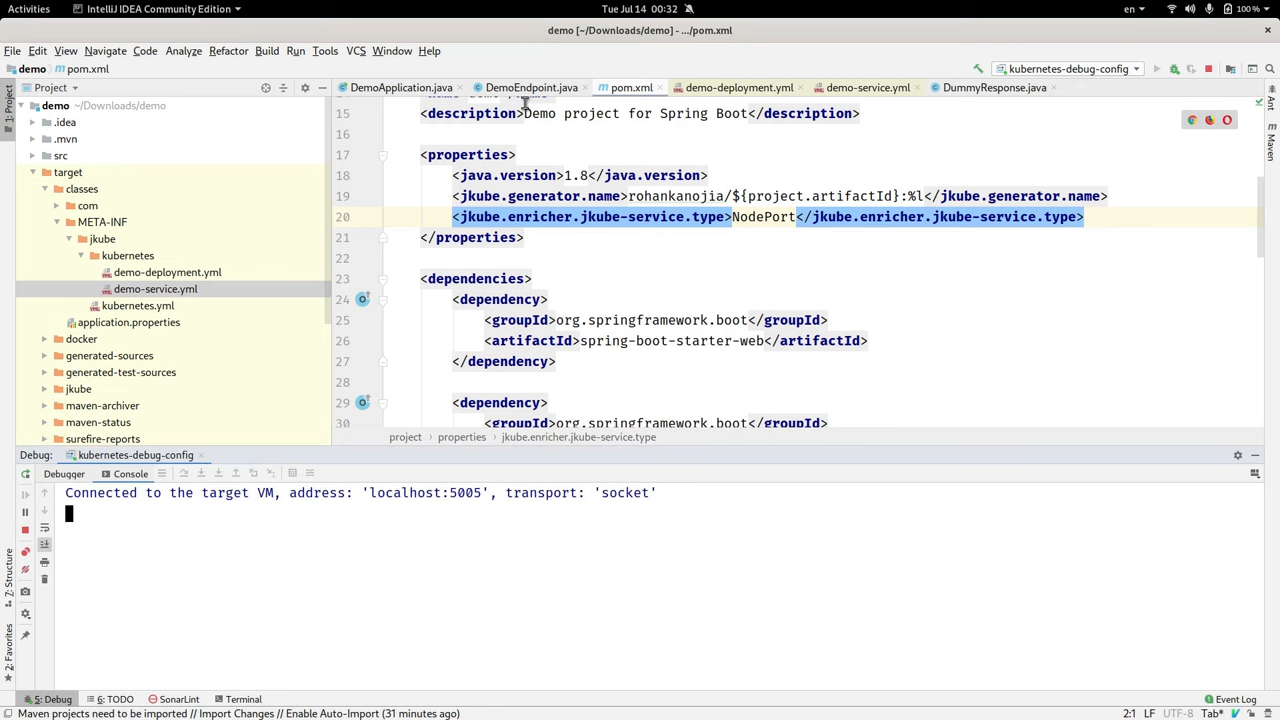 Activities
IntelliJ IDEA Community Edition
Tue Jul 14 00:32
en
100 %
demo [~/Downloads/demo] - .../pom.xml
File Edit View Navigate Code Analyze Refactor Build Run Tools VCS Window Help
demo
pom.xml
kubernetes-debug-config
Project
DemoApplication.java
DemoEndpoint.java
pom.xml
demo-deployment.yml
demo-service.yml
DummyResponse.java
1: Project
Ant
Maven
demo ~/Downloads/demo
.idea
.mvn
src
target
classes
com
META-INF
jkube
kubernetes
demo-deployment.yml
demo-service.yml
kubernetes.yml
application.properties
docker
generated-sources
generated-test-sources
jkube
maven-archiver
maven-status
surefire-reports
15 <description>Demo project for Spring Boot</description>
16
17 <properties>
18 <java.version>1.8</java.version>
19 <jkube.generator.name>rohankanojia/${project.artifactId}:%l</jkube.generator.name>
20 <jkube.enricher.jkube-service.type>NodePort</jkube.enricher.jkube-service.type>
21 </properties>
22
23 <dependencies>
24 <dependency>
25 <groupId>org.springframework.boot</groupId>
26 <artifactId>spring-boot-starter-web</artifactId>
27 </dependency>
28
29 <dependency>
30 <groupId>org.springframework.boot</groupId>
project
properties
jkube.enricher.jkube-service.type
Debug:
kubernetes-debug-config
Debugger
Console
Connected to the target VM, address: 'localhost:5005', transport: 'socket'
7: Structure
2: Favorites
5: Debug
6: TODO
SonarLint
Terminal
Event Log
Maven projects need to be imported // Import Changes // Enable Auto-Import (31 minutes ago)
2:1
LF
UTF-8
Tab*